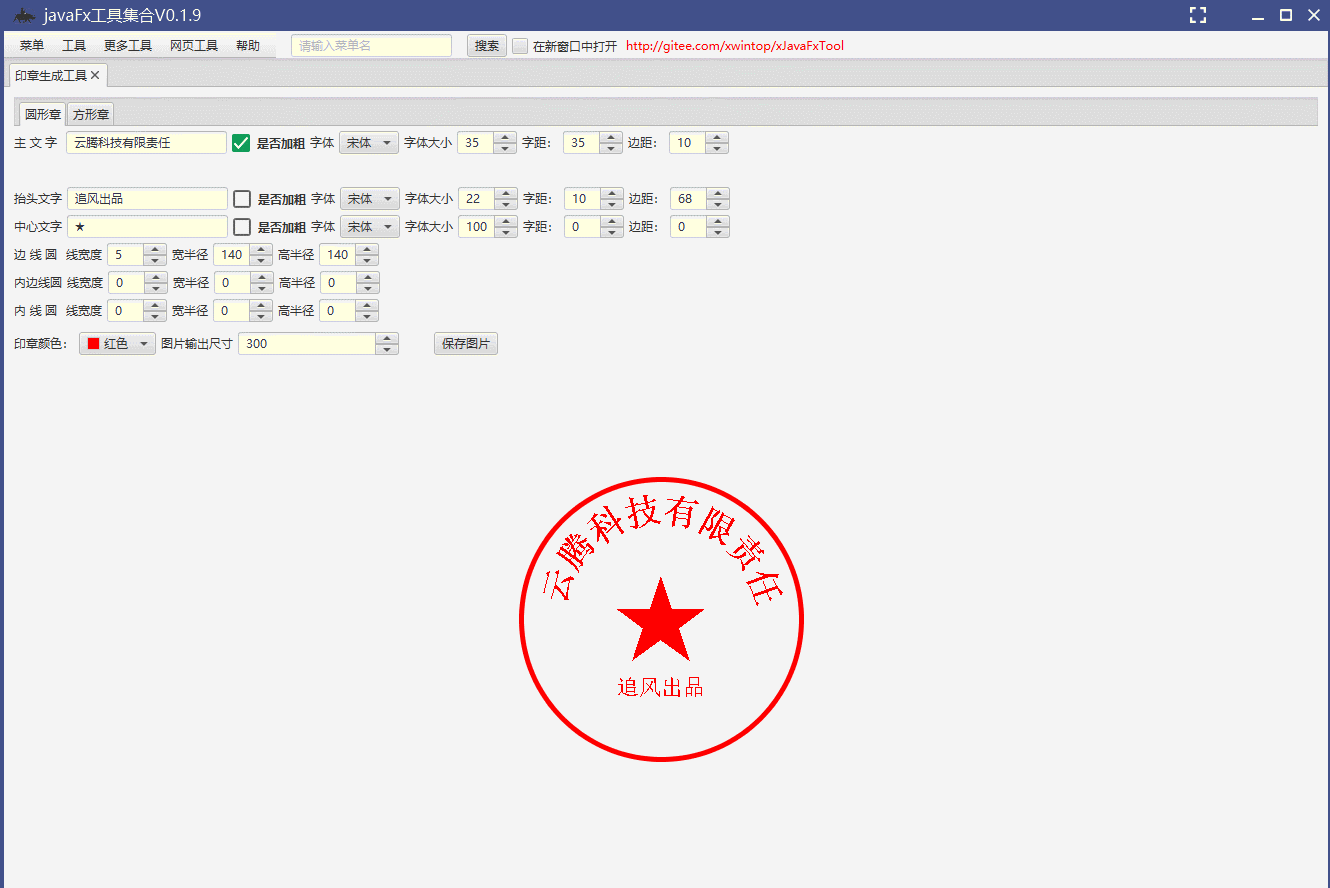 javaFx工具集合V0.1.9
菜单 工具 更多工具 网页工具 帮助 请输入菜单名 搜索 在新窗口中打开 http://gitee.com/xwintop/xJavaFxTool
印章生成工具
圆形章 方形章
主 文 字 云腾科技有限责任 是否加粗 字体 宋体 字体大小 35 字距: 35 边距: 10
抬头文字 追风出品 是否加粗 字体 宋体 字体大小 22 字距: 10 边距: 68
中心文字 ★ 是否加粗 字体 宋体 字体大小 100 字距: 0 边距: 0
边 线 圆 线宽度 5 宽半径 140 高半径 140
内边线圆 线宽度 0 宽半径 0 高半径 0
内 线 圆 线宽度 0 宽半径 0 高半径 0
印章颜色: 红色 图片输出尺寸 300 保存图片
云腾科技有限责任
★
追风出品